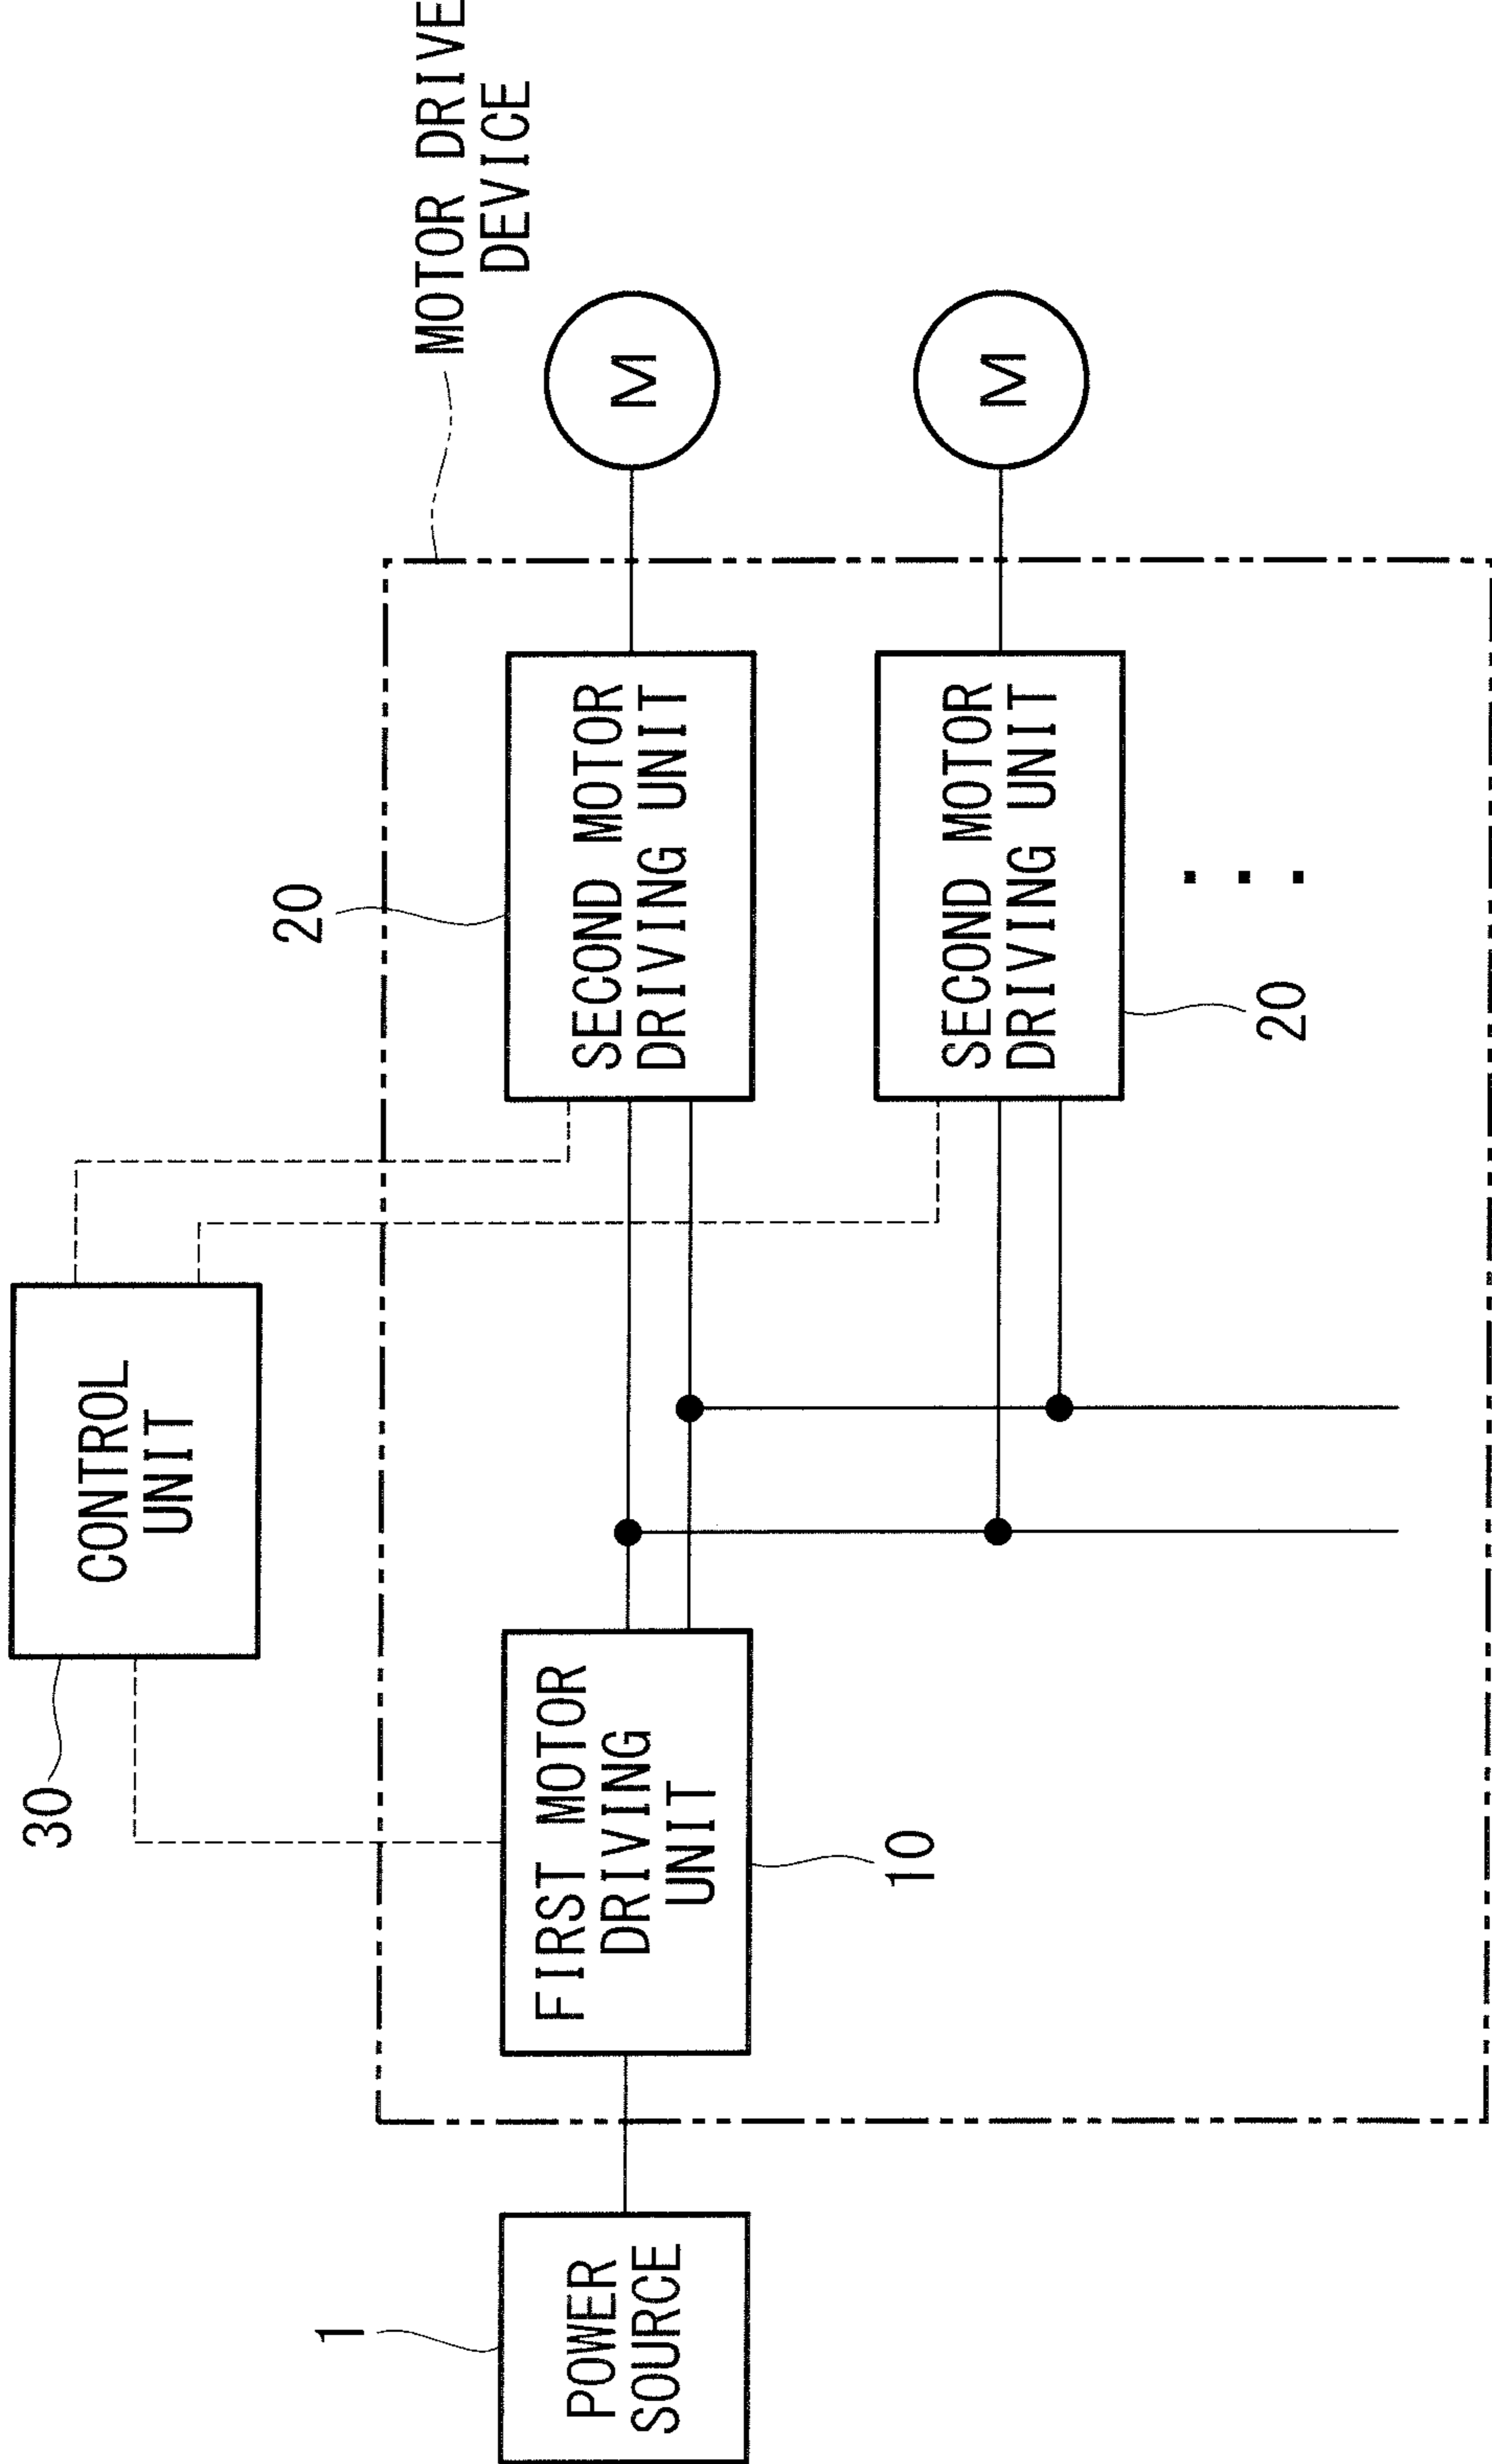 30
CONTROL
UNIT
MOTOR DRIVE
DEVICE
20
1
POWER
SOURCE
FIRST MOTOR
DRIVING
UNIT
10
SECOND MOTOR
DRIVING UNIT
M
SECOND MOTOR
DRIVING UNIT
M
20